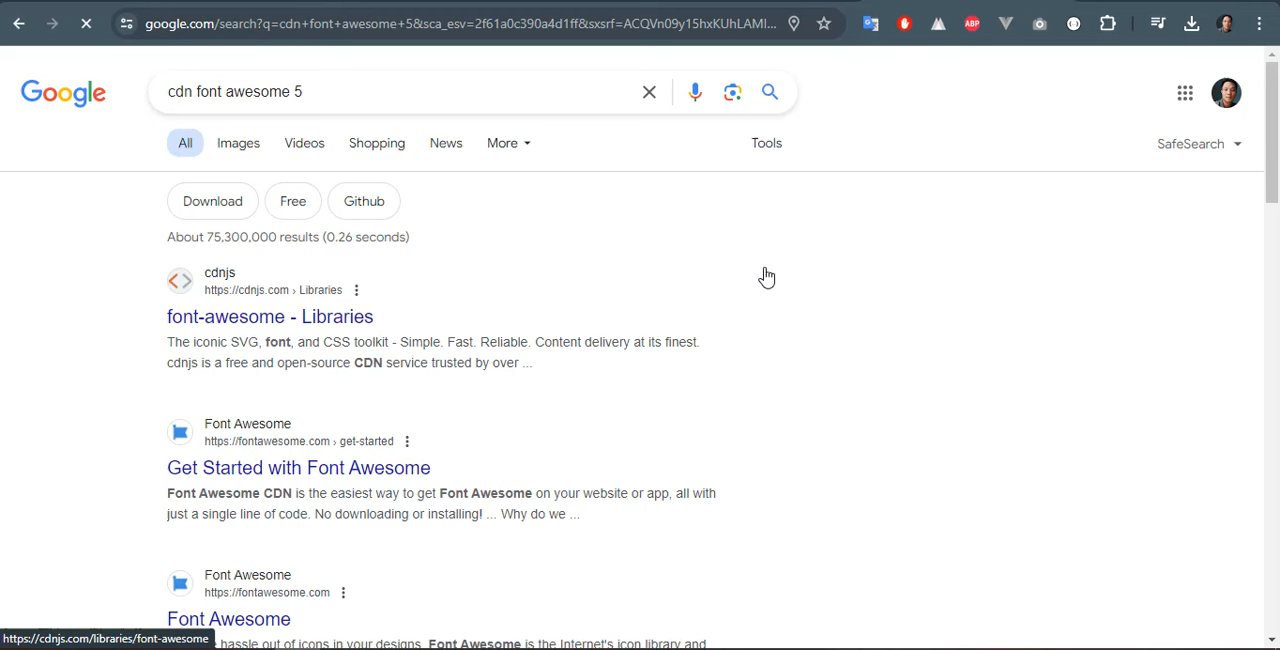 google.com/search?q=cdn+font+awesome+5&sca_esv=2f61a0c390a4d1ff&sxsrf=ACQVn09y15hxKUhLAMI...
ABP
Google
cdn font awesome 5
All Images Videos Shopping News More Tools
SafeSearch
Download Free Github
About 75,300,000 results (0.26 seconds)
cdnjs
https://cdnjs.com › Libraries
font-awesome - Libraries
The iconic SVG, font, and CSS toolkit - Simple. Fast. Reliable. Content delivery at its finest.
cdnjs is a free and open-source CDN service trusted by over ...
Font Awesome
https://fontawesome.com › get-started
Get Started with Font Awesome
Font Awesome CDN is the easiest way to get Font Awesome on your website or app, all with
just a single line of code. No downloading or installing! ... Why do we ...
Font Awesome
https://fontawesome.com
Font Awesome
hassle out of icons in your designs. Font Awesome is the Internet's icon library and
https://cdnjs.com/libraries/font-awesome